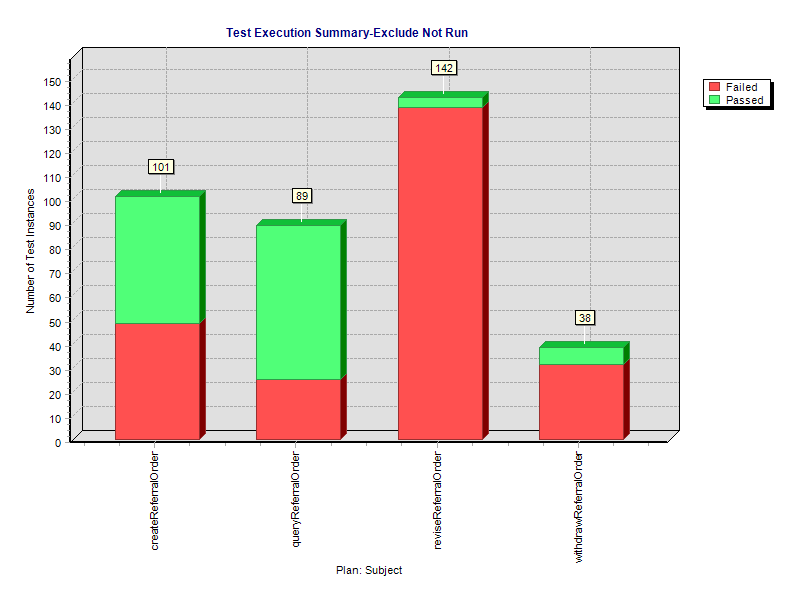 Test Execution Summary-Exclude Not Run
Failed
Passed
Number of Test Instances
150
140
130
120
110
100
90
80
70
60
50
40
30
20
10
0
101
89
142
38
createReferralOrder
queryReferralOrder
reviseReferralOrder
withdrawReferralOrder
Plan: Subject